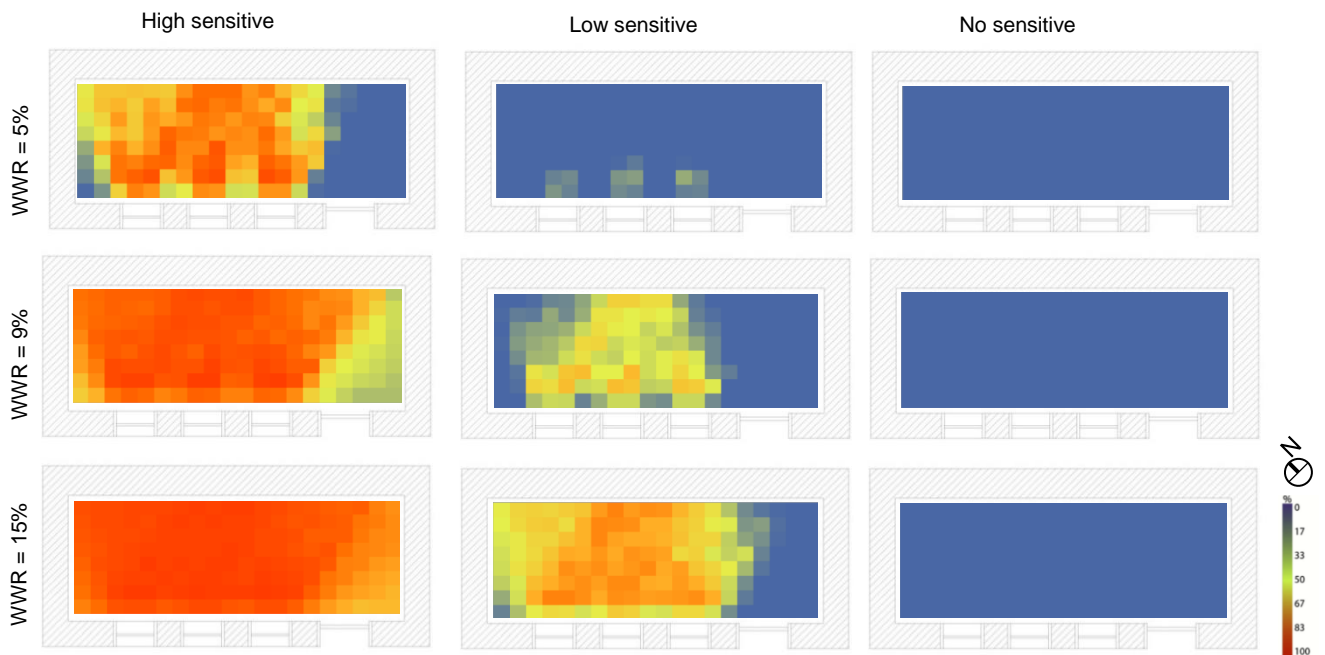 High sensitive
Low sensitive
No sensitive
WWR = 5%
WWR = 9%
WWR = 15%
N
%
0
17
33
50
67
83
100